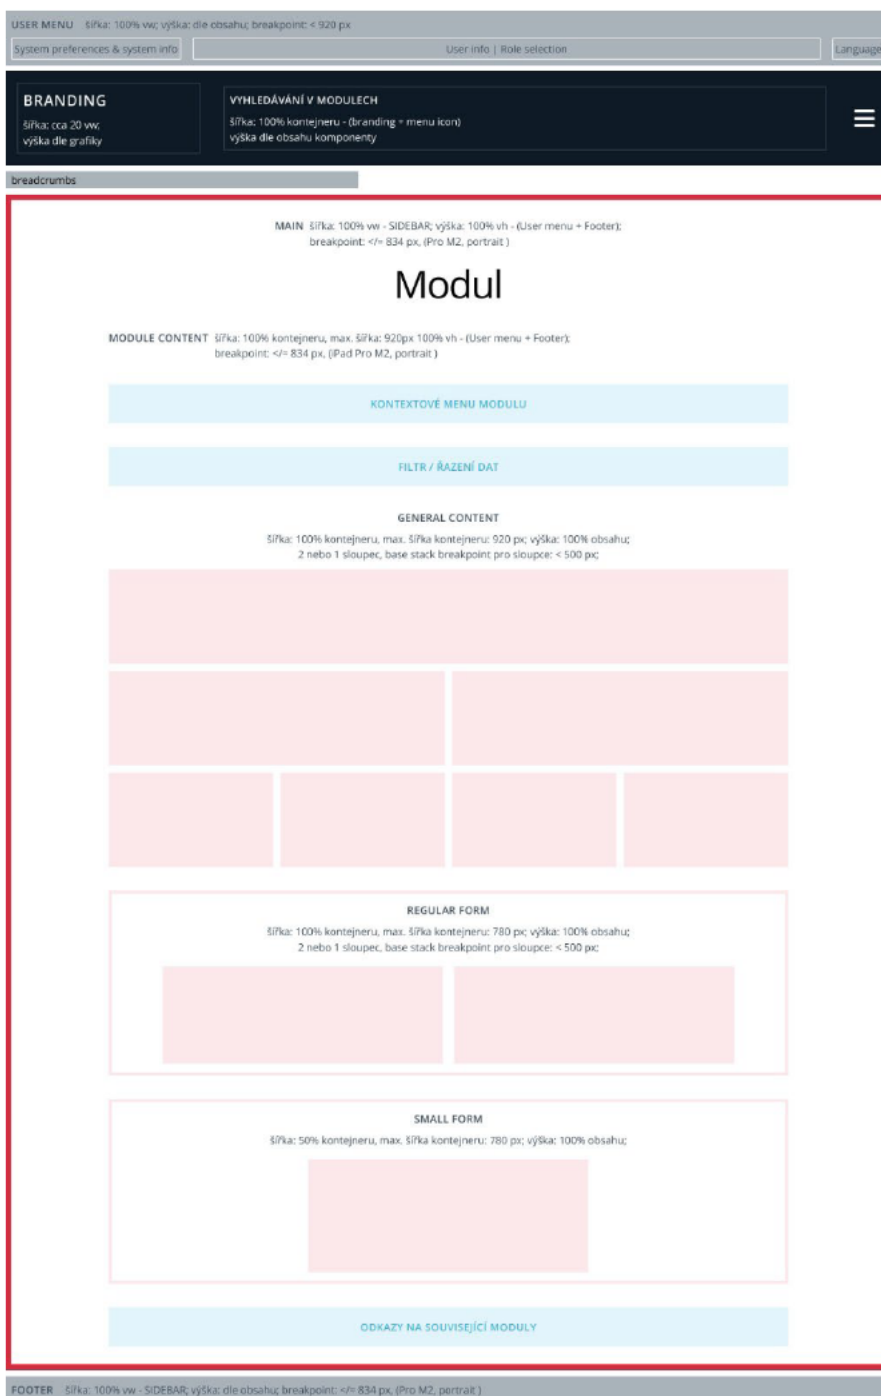 USER MENU šířka: 100% vw; výška: dle obsahu; breakpoint: < 920 px
System preferences & system info
User info | Role selection
Language
BRANDING
šířka: cca 20 vw;
výška dle grafiky
VYHLEDÁVÁNÍ V MODULECH
šířka: 100% kontejneru - (branding + menu icon)
výška dle obsahu komponenty
breadcrumbs
MAIN šířka: 100% vw - SIDEBAR; výška: 100% vh - (User menu + Footer);
breakpoint: </= 834 px, (Pro M2, portrait )
Modul
MODULE CONTENT šířka: 100% kontejneru, max. šířka: 920px 100% vh - (User menu + Footer);
breakpoint: </= 834 px, (iPad Pro M2, portrait )
KONTEXTOVÉ MENU MODULU
FILTR / ŘAZENÍ DAT
GENERAL CONTENT
šířka: 100% kontejneru, max. šířka kontejneru: 920 px; výška: 100% obsahu;
2 nebo 1 sloupec, base stack breakpoint pro sloupce: < 500 px;
REGULAR FORM
šířka: 100% kontejneru, max. šířka kontejneru: 780 px; výška: 100% obsahu;
2 nebo 1 sloupec, base stack breakpoint pro sloupce: < 500 px;
SMALL FORM
šířka: 50% kontejneru, max. šířka kontejneru: 780 px; výška: 100% obsahu;
ODKAZY NA SOUVISEJÍCÍ MODULY
FOOTER šířka: 100% vw - SIDEBAR; výška: dle obsahu; breakpoint: </= 834 px, (Pro M2, portrait )